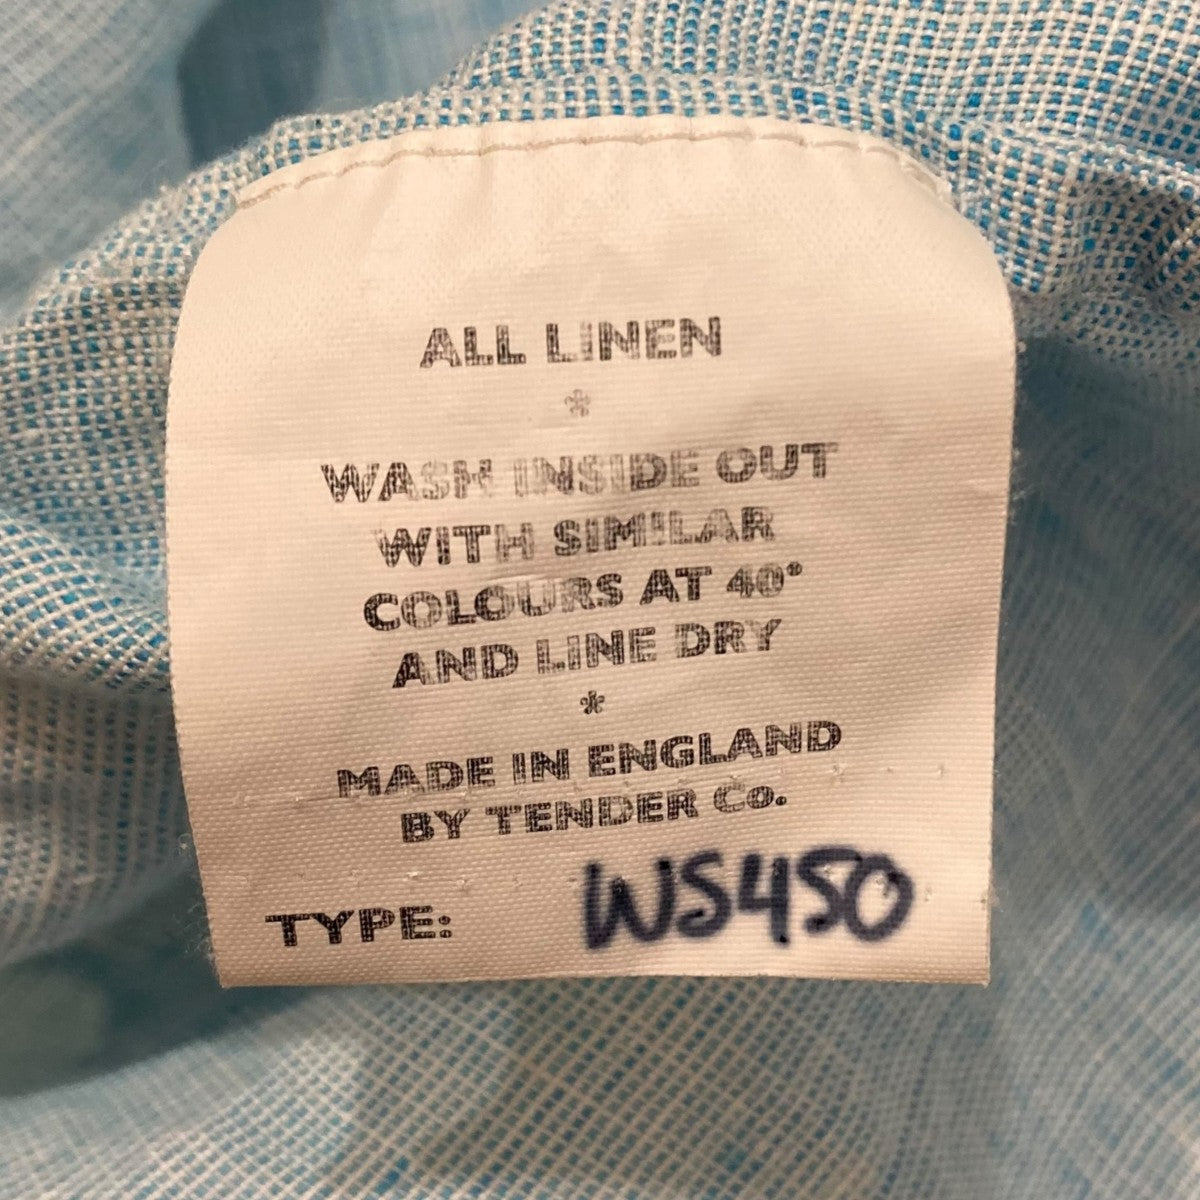 ALL LINEN
*
WASH INSIDE OUT
WITH SIMILAR
COLOURS AT 40°
AND LINE DRY
*
MADE IN ENGLAND
BY TENDER Co.
TYPE: WS450